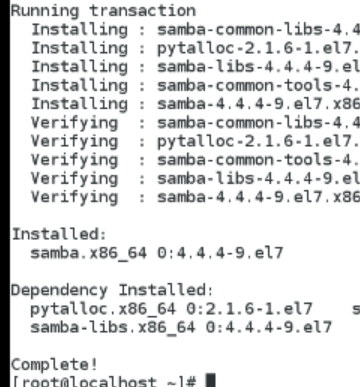 Running transaction
Installing : samba-common-libs-4.4
Installing : pytalloc-2.1.6-1.el7.
Installing : samba-libs-4.4.4-9.el
Installing : samba-common-tools-4.
Installing : samba-4.4.4-9.el7.x86
Verifying : samba-common-libs-4.4
Verifying : pytalloc-2.1.6-1.el7.
Verifying : samba-common-tools-4.
Verifying : samba-libs-4.4.4-9.el
Verifying : samba-4.4.4-9.el7.x86
Installed:
samba.x86_64 0:4.4.4-9.el7
Dependency Installed:
pytalloc.x86_64 0:2.1.6-1.el7 s
samba-libs.x86_64 0:4.4.4-9.el7
Complete!
[root@localhost ~]#